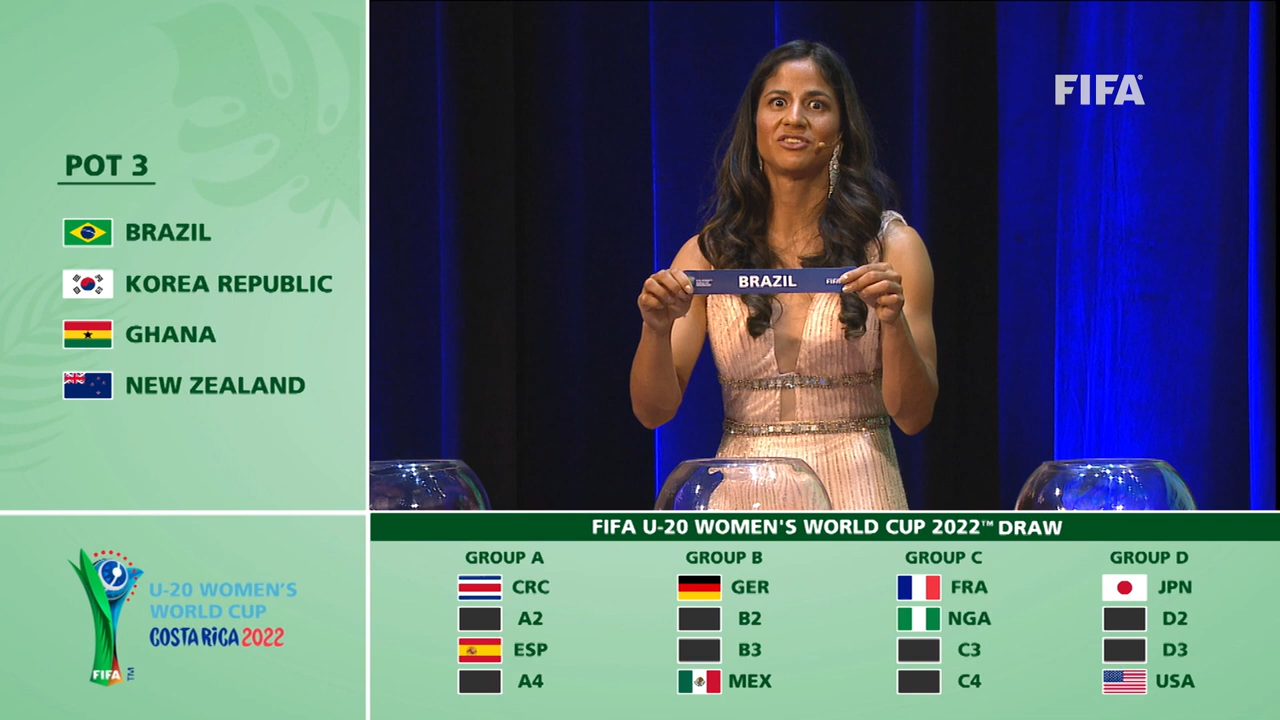 POT 3
BRAZIL
KOREA REPUBLIC
GHANA
NEW ZEALAND
FIFA®
BRAZIL
FIFA
U-20 WOMEN'S
WORLD CUP
COSTA RICA 2022
FIFA
TM
FIFA U-20 WOMEN'S WORLD CUP 2022™ DRAW
GROUP A
CRC
A2
ESP
A4
GROUP B
GER
B2
B3
MEX
GROUP C
FRA
NGA
C3
C4
GROUP D
JPN
D2
D3
USA